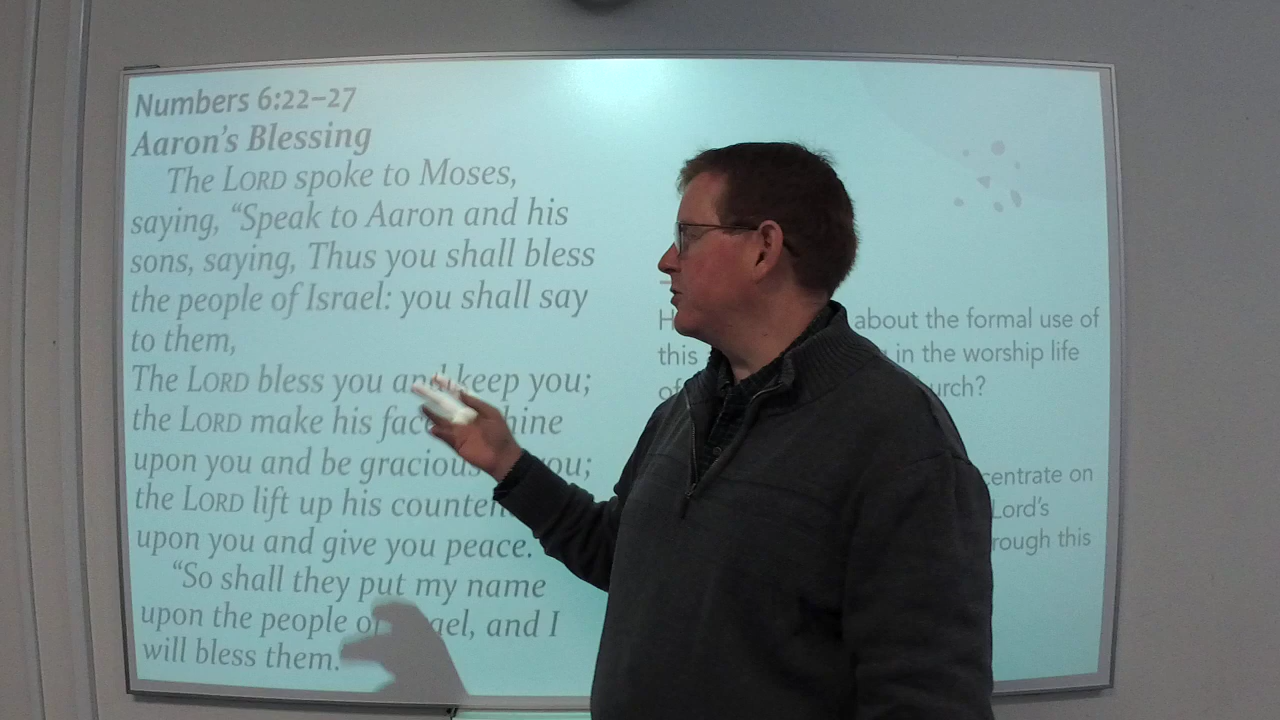 Numbers 6:22–27
Aaron's Blessing
The LORD spoke to Moses,
saying, “Speak to Aaron and his
sons, saying, Thus you shall bless
the people of Israel: you shall say
to them,
The LORD bless you and keep you;
the LORD make his face shine
upon you and be gracious you;
the LORD lift up his
upon you and give you peace.
“So shall they put my name
upon the people of and I
will bless them.
about the formal use of
this in the worship life
on
Lord's
this